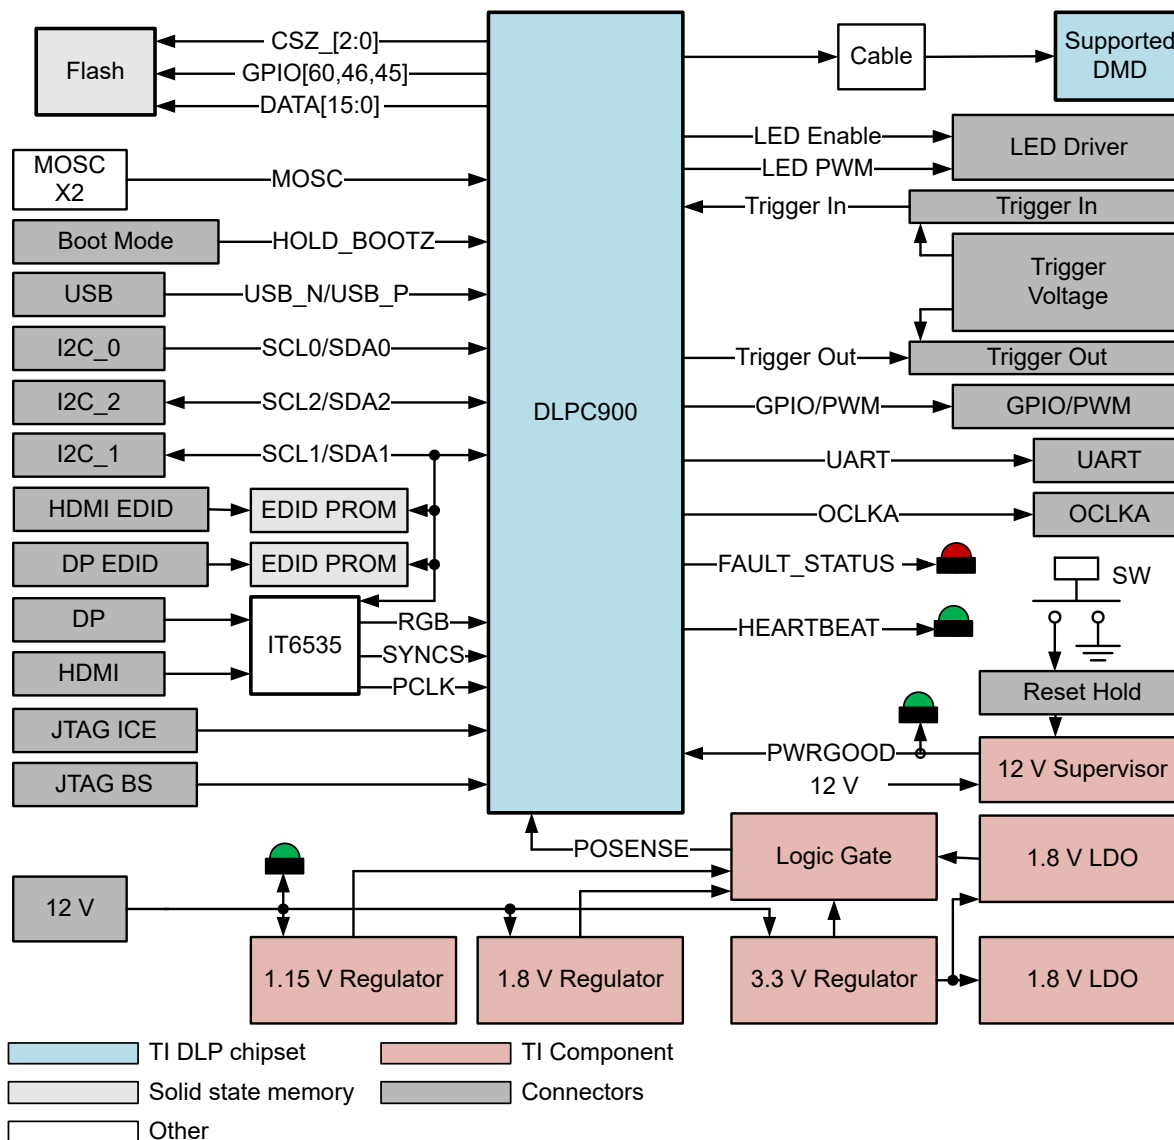 Flash
CSZ_[2:0]
GPIO[60,46,45]
DATA[15:0]
Cable
Supported
DMD
MOSC
X2
MOSC
LED Enable
LED PWM
LED Driver
Boot Mode
HOLD_BOOTZ
Trigger In
Trigger In
USB
USB_N/USB_P
Trigger
Voltage
I2C_0
SCL0/SDA0
Trigger Out
Trigger Out
I2C_2
SCL2/SDA2
DLPC900
GPIO/PWM
GPIO/PWM
I2C_1
SCL1/SDA1
UART
UART
HDMI EDID
EDID PROM
OCLKA
OCLKA
DP EDID
EDID PROM
FAULT_STATUS
SW
DP
IT6535
RGB
SYNCS
PCLK
HEARTBEAT
HDMI
Reset Hold
JTAG ICE
PWRGOOD
12 V
12 V Supervisor
JTAG BS
POSENSE
Logic Gate
1.8 V LDO
12 V
1.15 V Regulator
1.8 V Regulator
3.3 V Regulator
1.8 V LDO
TI DLP chipset
TI Component
Solid state memory
Connectors
Other